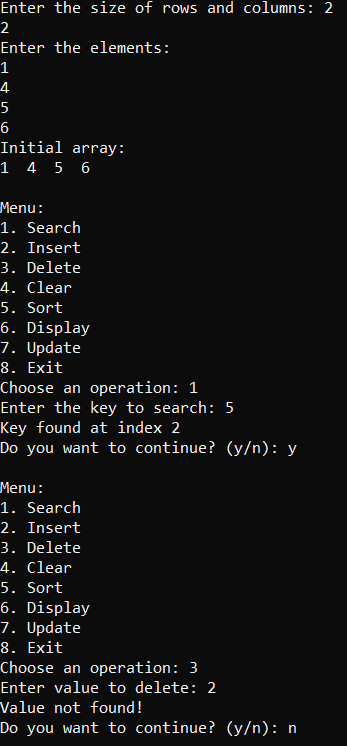 Enter the size of rows and columns: 2
2
Enter the elements:
1
4
5
6
Initial array:
1  4  5  6

Menu:
1. Search
2. Insert
3. Delete
4. Clear
5. Sort
6. Display
7. Update
8. Exit
Choose an operation: 1
Enter the key to search: 5
Key found at index 2
Do you want to continue? (y/n): y

Menu:
1. Search
2. Insert
3. Delete
4. Clear
5. Sort
6. Display
7. Update
8. Exit
Choose an operation: 3
Enter value to delete: 2
Value not found!
Do you want to continue? (y/n): n